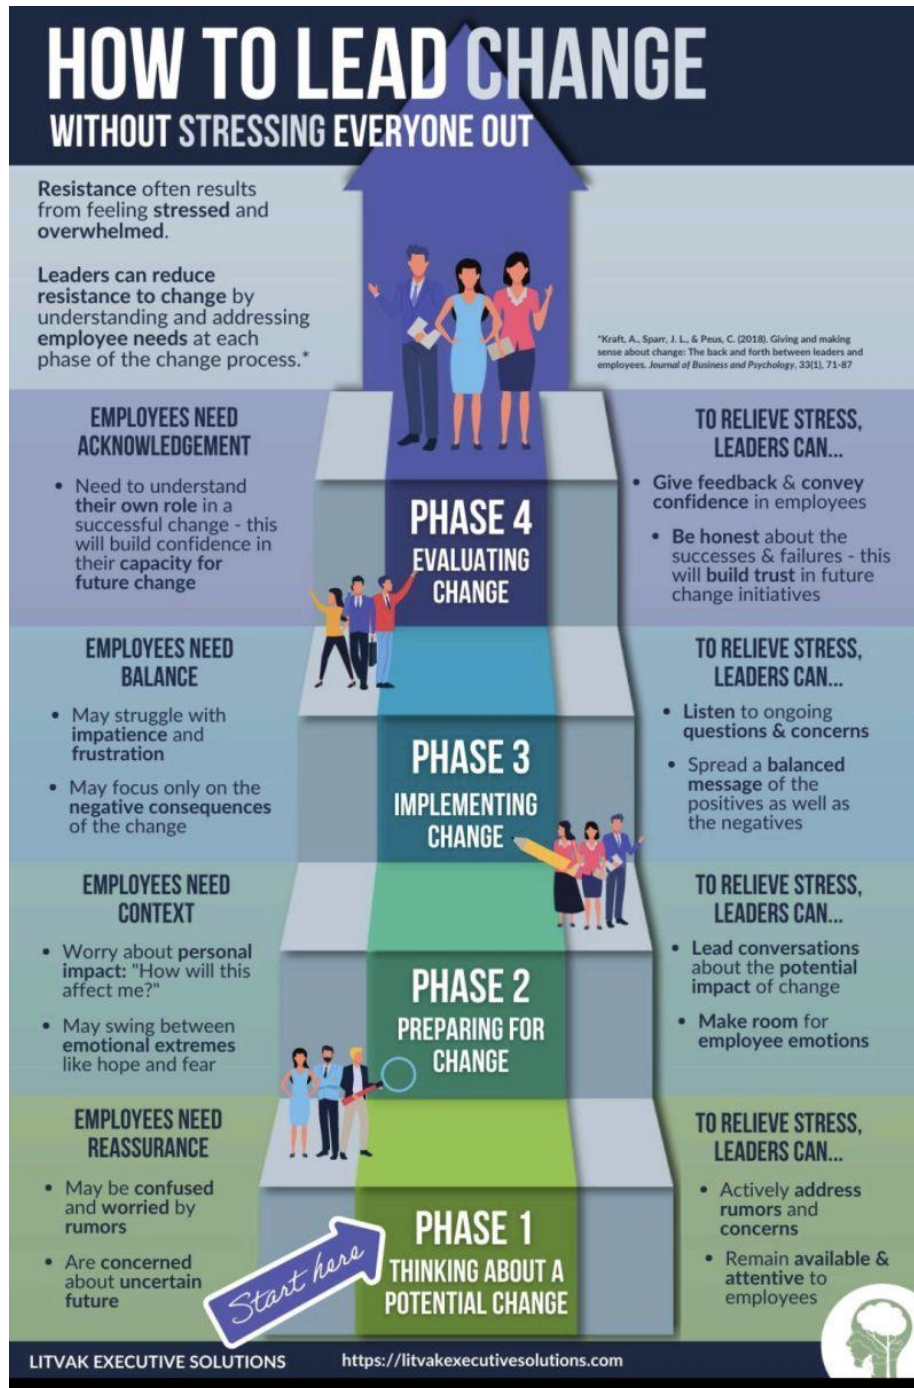 HOW TO LEAD CHANGE
WITHOUT STRESSING EVERYONE OUT
Resistance often results
from feeling stressed and
overwhelmed.
Leaders can reduce
resistance to change by
understanding and addressing
employee needs at each
phase of the change process.*
*Kraft, A., Sparr, J. L., & Peus, C. (2018). Giving and making
sense about change: The back and forth between leaders and
employees. Journal of Business and Psychology, 33(1), 71-87
EMPLOYEES NEED
ACKNOWLEDGEMENT
• Need to understand
their own role in a
successful change - this
will build confidence in
their capacity for
future change
PHASE 4
EVALUATING
CHANGE
TO RELIEVE STRESS,
LEADERS CAN...
• Give feedback & convey
confidence in employees
• Be honest about the
successes & failures - this
will build trust in future
change initiatives
EMPLOYEES NEED
BALANCE
• May struggle with
impatience and
frustration
• May focus only on the
negative consequences
of the change
PHASE 3
IMPLEMENTING
CHANGE
TO RELIEVE STRESS,
LEADERS CAN...
• Listen to ongoing
questions & concerns
• Spread a balanced
message of the
positives as well as
the negatives
EMPLOYEES NEED
CONTEXT
• Worry about personal
impact: "How will this
affect me?"
• May swing between
emotional extremes
like hope and fear
PHASE 2
PREPARING FOR
CHANGE
TO RELIEVE STRESS,
LEADERS CAN...
• Lead conversations
about the potential
impact of change
• Make room for
employee emotions
EMPLOYEES NEED
REASSURANCE
• May be confused
and worried by
rumors
• Are concerned
about uncertain
future
Start here
PHASE 1
THINKING ABOUT A
POTENTIAL CHANGE
TO RELIEVE STRESS,
LEADERS CAN...
• Actively address
rumors and
concerns
• Remain available &
attentive to
employees
LITVAK EXECUTIVE SOLUTIONS
https://litvakexecutivesolutions.com